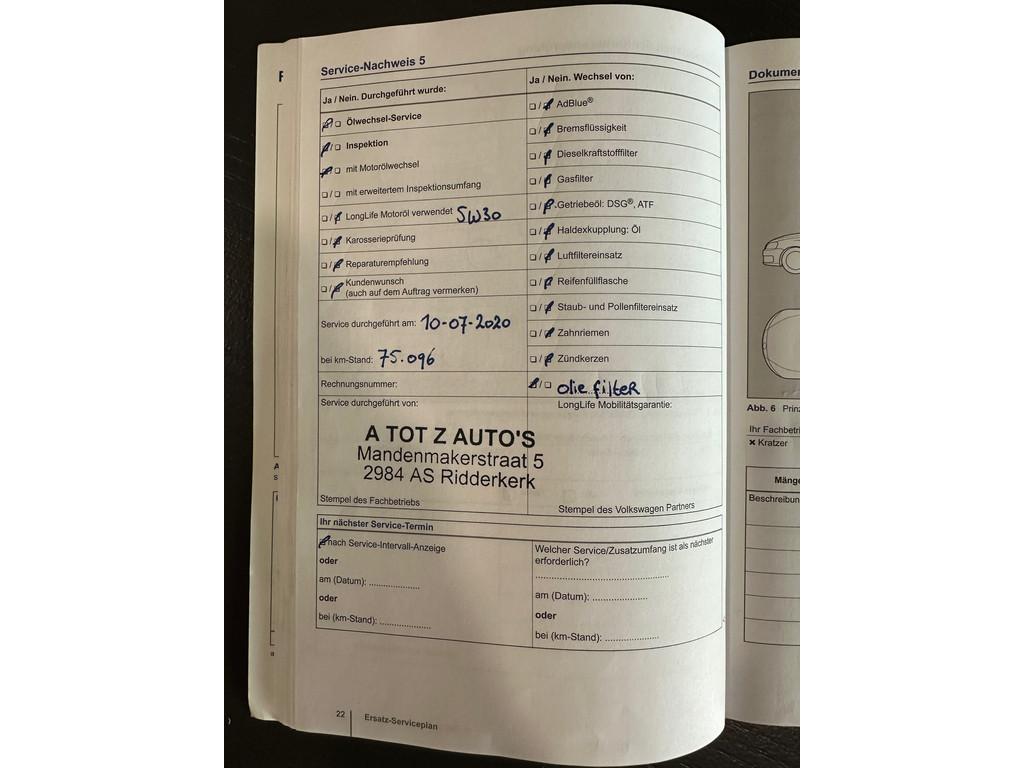 Service-Nachweis 5
Ja / Nein. Durchgeführt wurde:
Ölwechsel-Service
Inspektion
mit Motorölwechsel
mit erweitertem Inspektionsumfang
LongLife Motoröl verwendet 5W30
Karosserieprüfung
Reparaturempfehlung
Kundenwunsch
(auch auf dem Auftrag vermerken)
Service durchgeführt am: 10-07-2020
bei km-Stand: 75.096
Rechnungsnummer:
Service durchgeführt von:
A TOT Z AUTO'S
Mandenmakerstraat 5
2984 AS Ridderkerk
Stempel des Fachbetriebs
Ja / Nein. Wechsel von:
AdBlue®
Bremsflüssigkeit
Dieselkraftstofffilter
Gasfilter
Getriebeöl: DSG®, ATF
Haldexkupplung: Öl
Luftfiltereinsatz
Reifenfüllflasche
Staub- und Pollenfiltereinsatz
Zahnriemen
Zündkerzen
olie filter
LongLife Mobilitätsgarantie:
Stempel des Volkswagen Partners
Ihr nächster Service-Termin
nach Service-Intervall-Anzeige
oder
am (Datum): ....................
oder
bei (km-Stand): ....................
Welcher Service/Zusatzumfang ist als nächster
erforderlich?
....................................................
am (Datum): ......................
oder
bei (km-Stand): ......................
22
Ersatz-Serviceplan
Dokumen
Abb. 6 Prinz
Ihr Fachbetri
× Kratzer
Mänge
Beschreibun